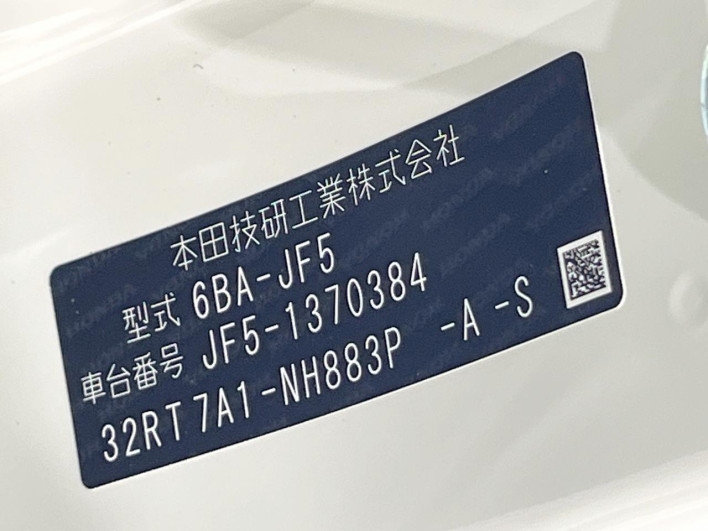 本田技研工業株式会社
型式 6BA-JF5
車台番号 JF5-1370384
32RT 7A1-NH883P -A -S